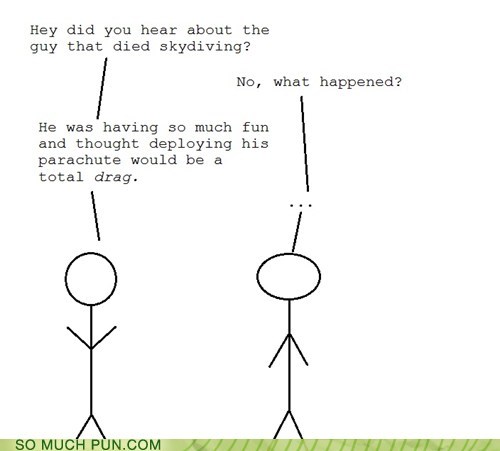 Hey did you hear about the
guy that died skydiving?
No, what happened?
He was having so much fun
and thought deploying his
parachute would be a
total drag.
...
SO MUCH PUN.COM